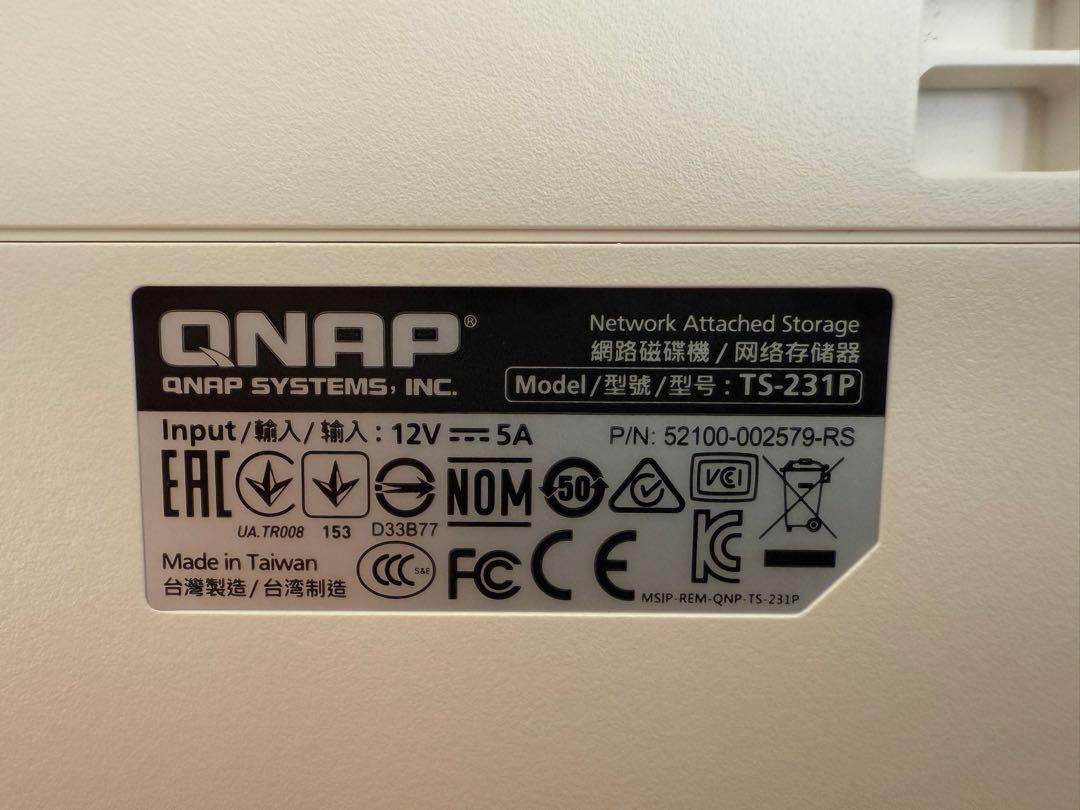 QNAP®
QNAP SYSTEMS, INC.
Network Attached Storage
網路磁碟機 / 网络存储器
Model/型號/型号 : TS-231P
Input/輸入/输入 : 12V ⎓ 5A
P/N: 52100-002579-RS
EAC
UA.TR008
153
D33B77
NOM
50
VCI
Made in Taiwan
台灣製造/台湾制造
CCC S&E
FC
CE
KC
MSIP-REM-QNP-TS-231P